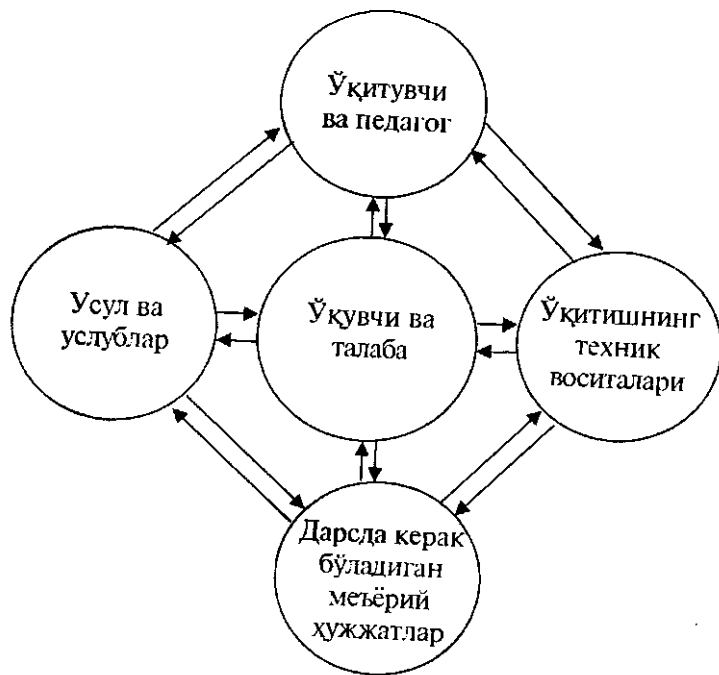 Ўқитувчи
ва педагог
Усул ва
услублар
Ўқувчи ва
талаба
Ўқитишнинг
техник
воситалари
Дарсда керак
бўладиган
меъёрий
ҳужжатлар